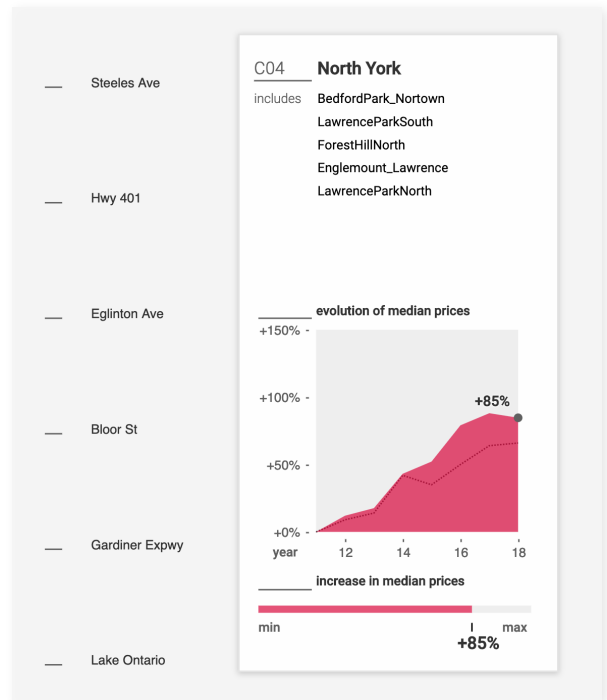 Steeles Ave
Hwy 401
Eglinton Ave
Bloor St
Gardiner Expwy
Lake Ontario
C04 North York
includes BedfordPark_Nortown
LawrenceParkSouth
ForestHillNorth
Englemount_Lawrence
LawrenceParkNorth
evolution of median prices
+150%
+100%
+85%
+50%
+0%
year 12 14 16 18
increase in median prices
min max
+85%